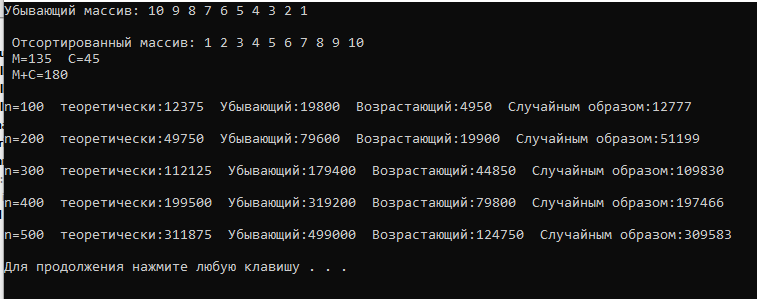 Убывающий массив: 10 9 8 7 6 5 4 3 2 1
Отсортированный массив: 1 2 3 4 5 6 7 8 9 10
M=135 C=45
M+C=180
n=100 теоретически:12375 Убывающий:19800 Возрастающий:4950 Случайным образом:12777
n=200 теоретически:49750 Убывающий:79600 Возрастающий:19900 Случайным образом:51199
n=300 теоретически:112125 Убывающий:179400 Возрастающий:44850 Случайным образом:109830
n=400 теоретически:199500 Убывающий:319200 Возрастающий:79800 Случайным образом:197466
n=500 теоретически:311875 Убывающий:499000 Возрастающий:124750 Случайным образом:309583
Для продолжения нажмите любую клавишу . . .